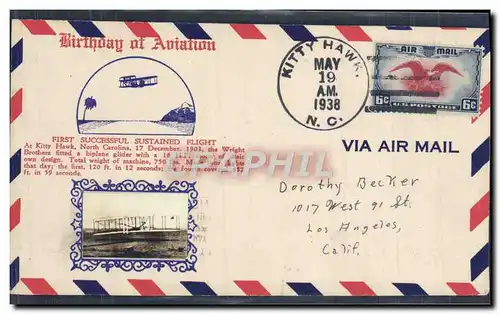 Birthday of Aviation
KITTY HAWK.
MAY
19
A.M.
1938
N. C.
AIR MAIL
6c 6c
U.S. POSTAGE
FIRST SUCCESSFUL SUSTAINED FLIGHT
At Kitty Hawk, North Carolina, 17 December, 1903, the Wright
Brothers fitted a biplane glider with a
own design. Total weight of machine, 750
that day; the first, 120 ft. in 12 seconds;
ft. in 59 seconds.
VIA AIR MAIL
Dorothy Becker
1017 West 91 St.
Los Angeles,
Calif.